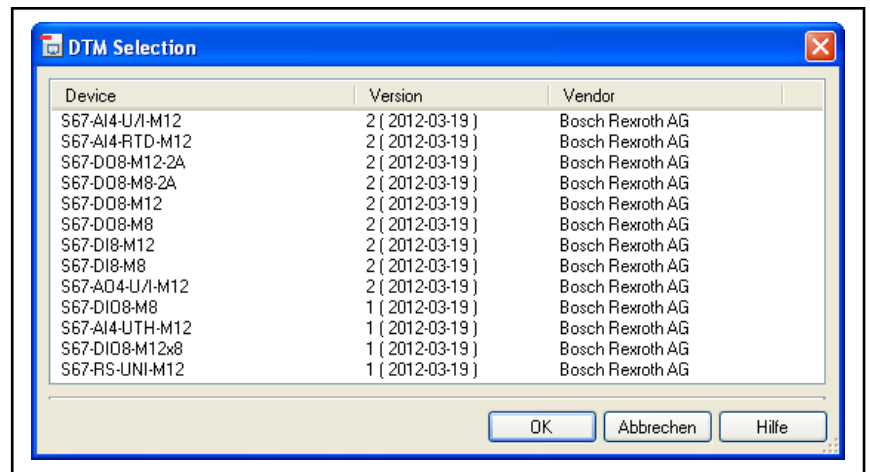 DTM Selection
Device Version Vendor
S67-AI4-U/I-M12 2 ( 2012-03-19 ) Bosch Rexroth AG
S67-AI4-RTD-M12 2 ( 2012-03-19 ) Bosch Rexroth AG
S67-DO8-M12-2A 2 ( 2012-03-19 ) Bosch Rexroth AG
S67-DO8-M8-2A 2 ( 2012-03-19 ) Bosch Rexroth AG
S67-DO8-M12 2 ( 2012-03-19 ) Bosch Rexroth AG
S67-DO8-M8 2 ( 2012-03-19 ) Bosch Rexroth AG
S67-DI8-M12 2 ( 2012-03-19 ) Bosch Rexroth AG
S67-DI8-M8 2 ( 2012-03-19 ) Bosch Rexroth AG
S67-AO4-U/I-M12 2 ( 2012-03-19 ) Bosch Rexroth AG
S67-DIO8-M8 1 ( 2012-03-19 ) Bosch Rexroth AG
S67-AI4-UTH-M12 1 ( 2012-03-19 ) Bosch Rexroth AG
S67-DIO8-M12x8 1 ( 2012-03-19 ) Bosch Rexroth AG
S67-RS-UNI-M12 1 ( 2012-03-19 ) Bosch Rexroth AG
OK Abbrechen Hilfe